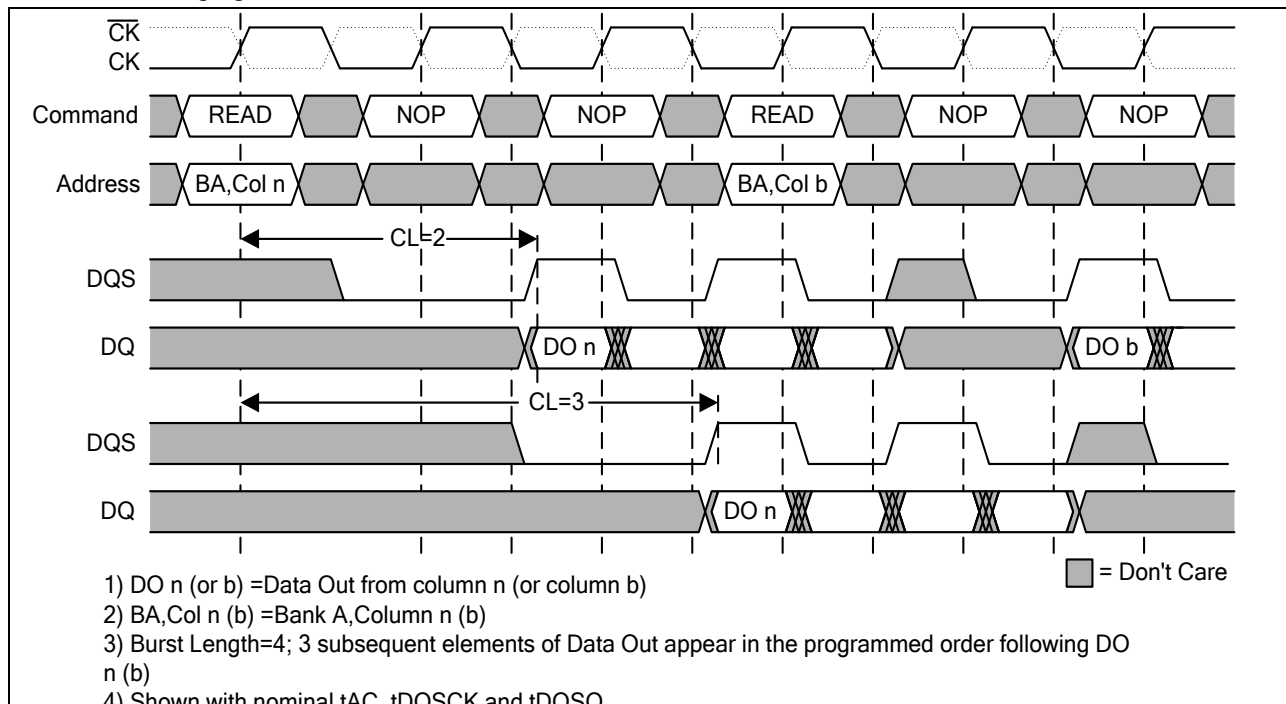 CK
CK
Command READ NOP NOP READ NOP NOP
Address BA,Col n BA,Col b
CL=2
DQS
DQ DO n DO b
CL=3
DQS
DQ DO n
= Don't Care
1) DO n (or b) =Data Out from column n (or column b)
2) BA,Col n (b) =Bank A,Column n (b)
3) Burst Length=4; 3 subsequent elements of Data Out appear in the programmed order following DO
n (b)
4) Shown with nominal tAC, tDQSCK and tDQSQ